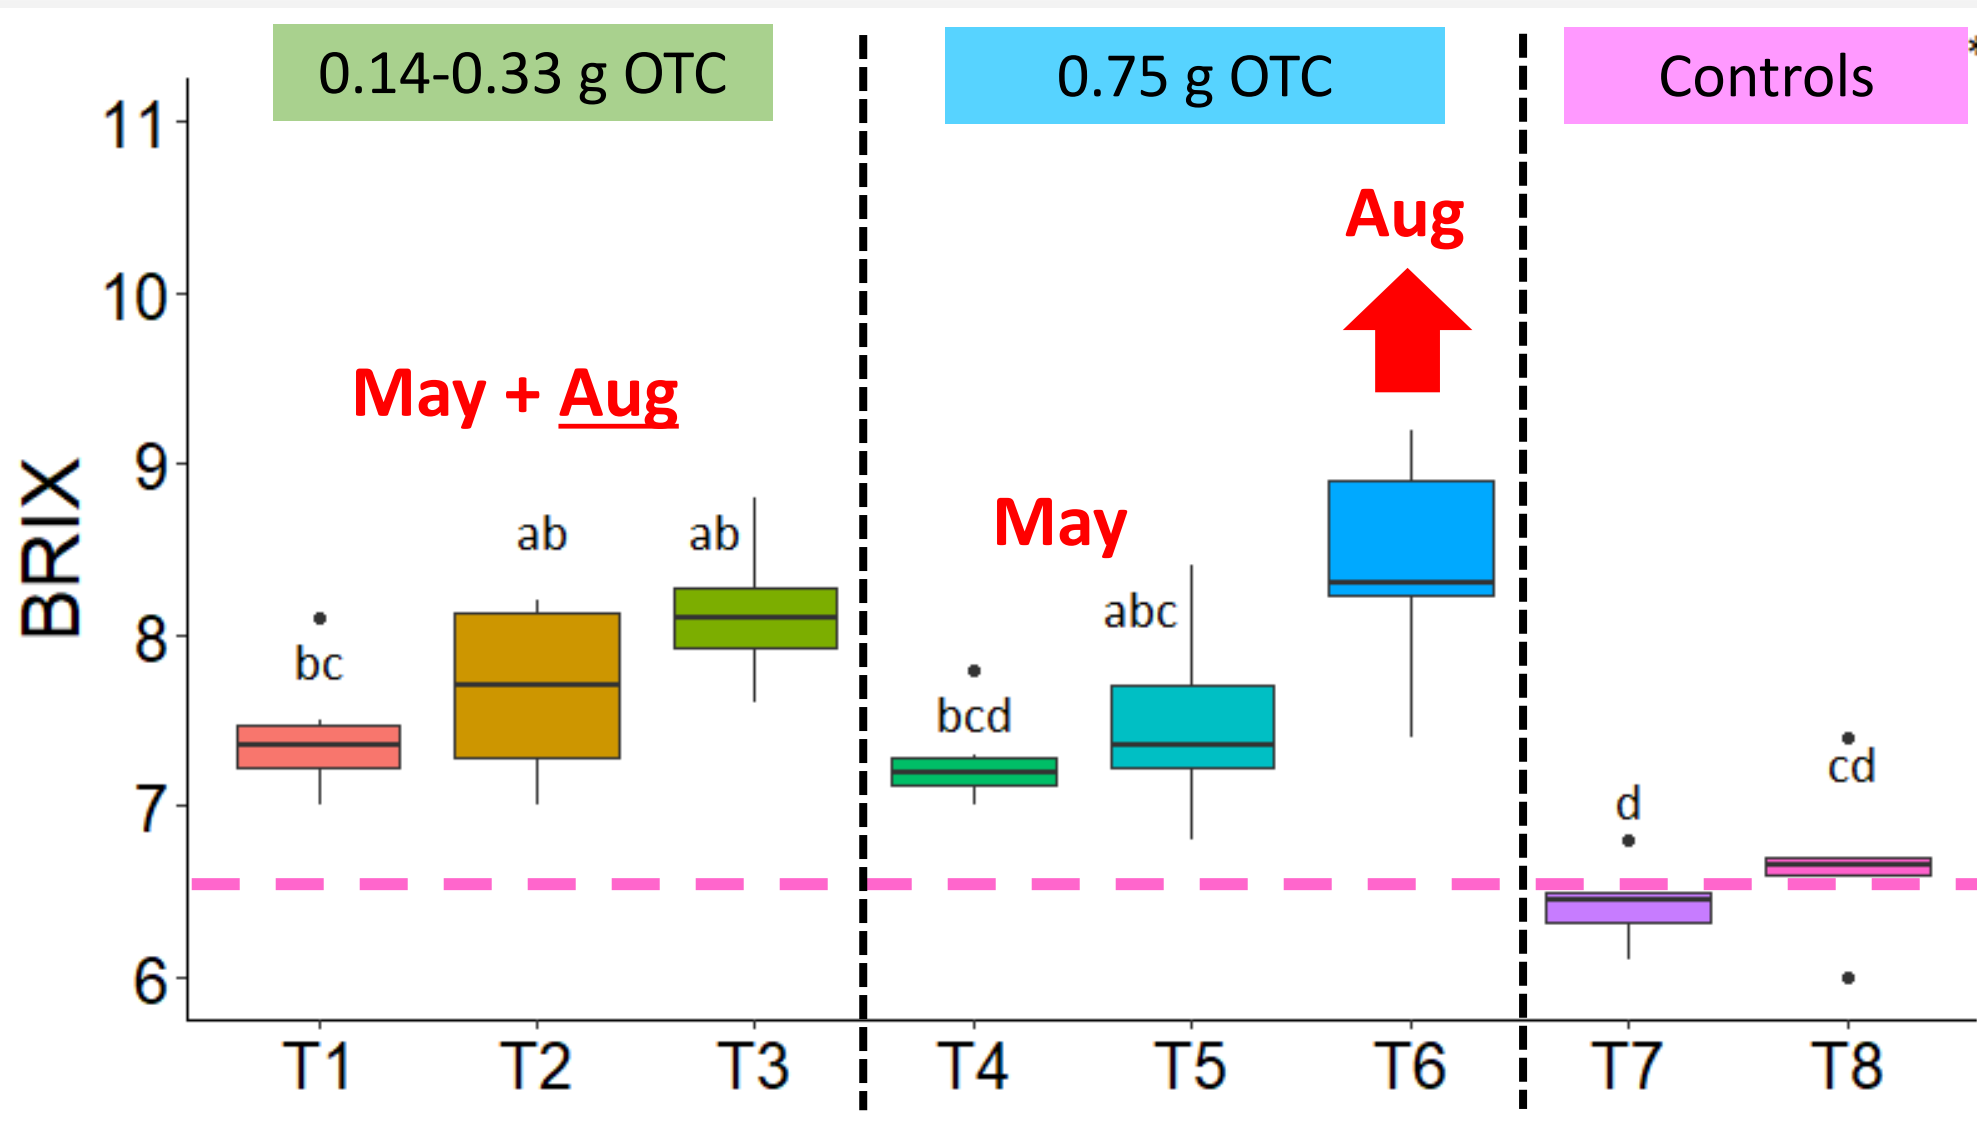 0.14-0.33 g OTC
0.75 g OTC
Controls
*
11
10
9
8
7
6
BRIX
May + Aug
May
Aug
bc
ab
ab
bcd
abc
d
cd
T1
T2
T3
T4
T5
T6
T7
T8